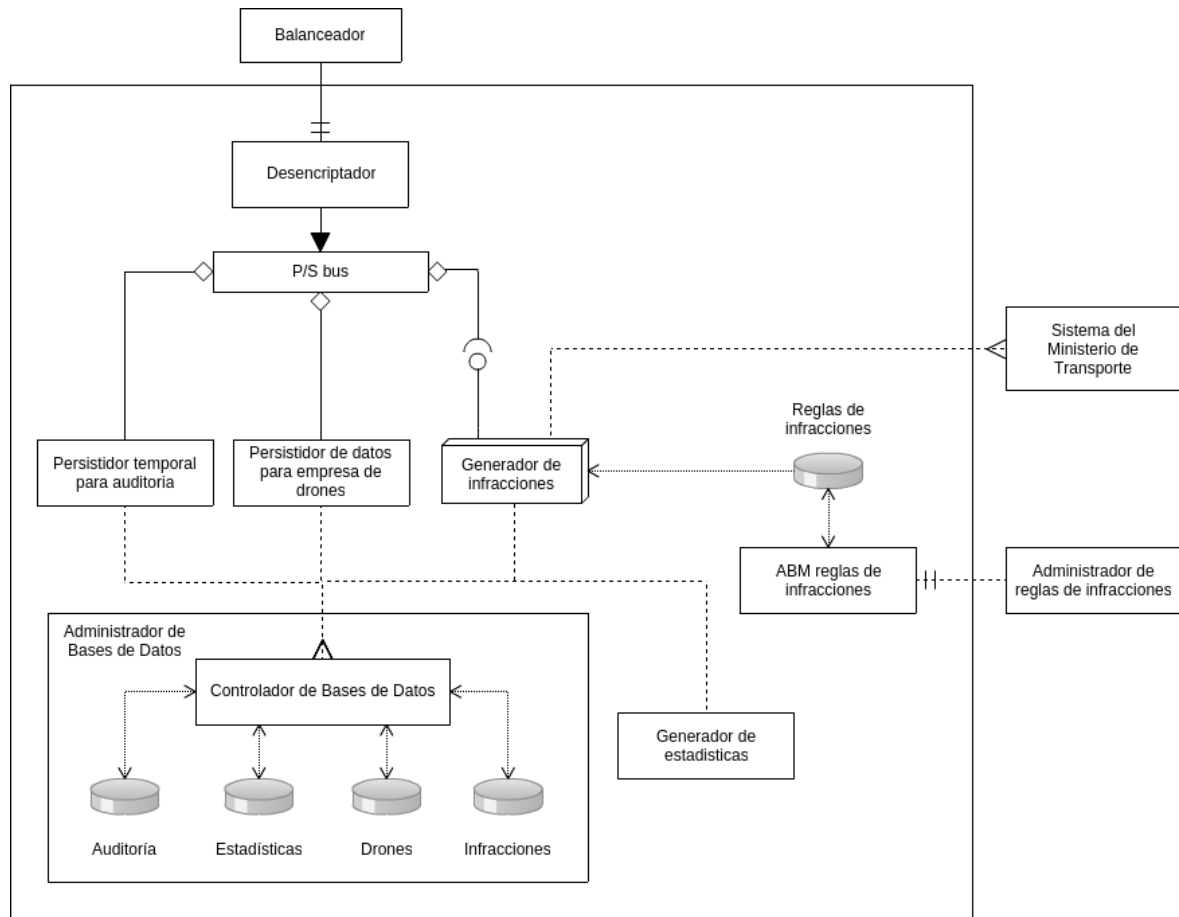 Balanceador
Desencriptador
P/S bus
Sistema del
Ministerio de
Transporte
Reglas de
infracciones
Persistidor temporal
para auditoria
Persistidor de datos
para empresa de
drones
Generador de
infracciones
ABM reglas de
infracciones
Administrador de
reglas de infracciones
Administrador de
Bases de Datos
Controlador de Bases de Datos
Generador de
estadisticas
Auditoría
Estadísticas
Drones
Infracciones